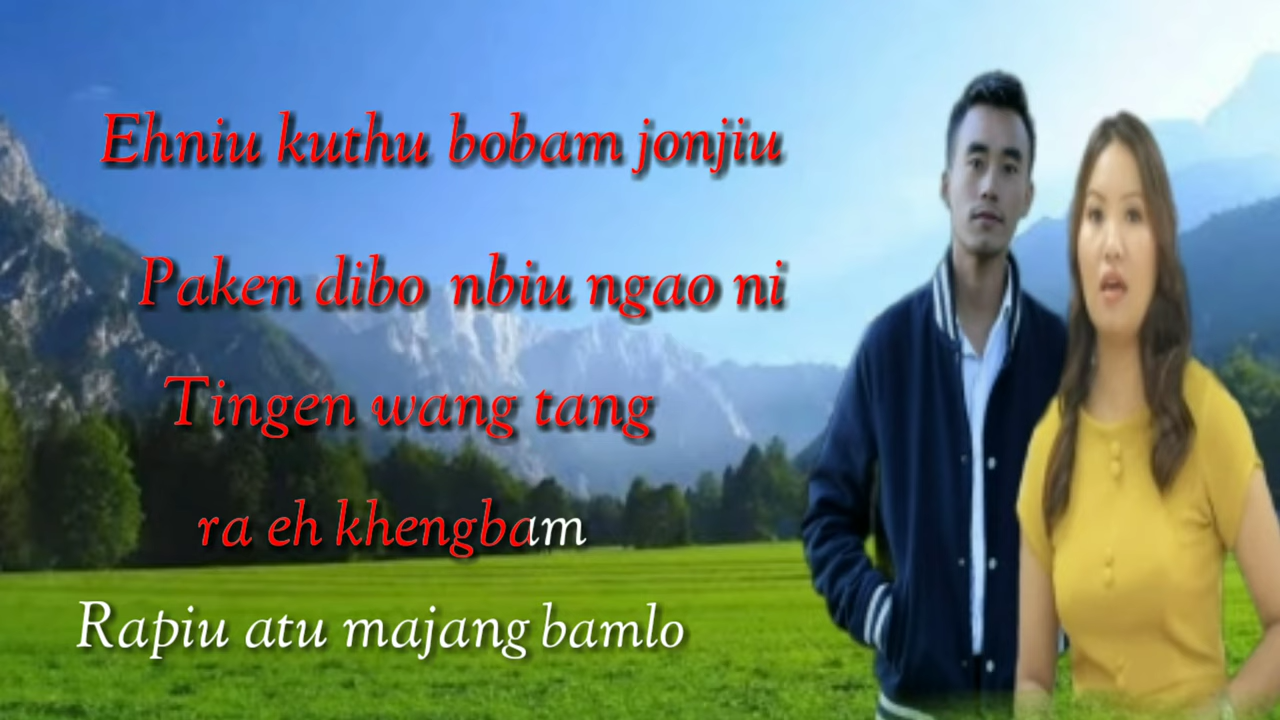 Ehniu kuthu bobam jonjiu
Paken dibo nbiu ngao ni
Tingen wang tang
ra eh khengbam
Rapiu atu majang bamlo